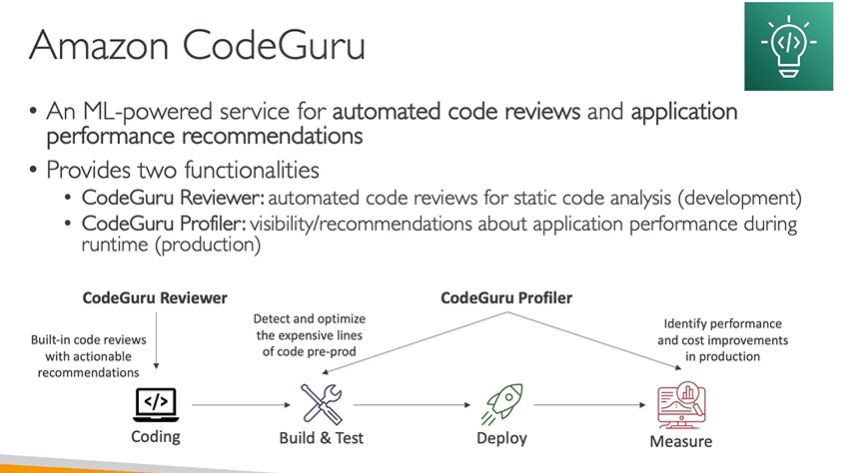 Amazon CodeGuru
</>
• An ML-powered service for automated code reviews and application
performance recommendations
• Provides two functionalities
• CodeGuru Reviewer: automated code reviews for static code analysis (development)
• CodeGuru Profiler: visibility/recommendations about application performance during
runtime (production)
CodeGuru Reviewer
CodeGuru Profiler
Built-in code reviews
with actionable
recommendations
Detect and optimize
the expensive lines
of code pre-prod
Identify performance
and cost improvements
in production
</>
Coding
Build & Test
Deploy
Measure